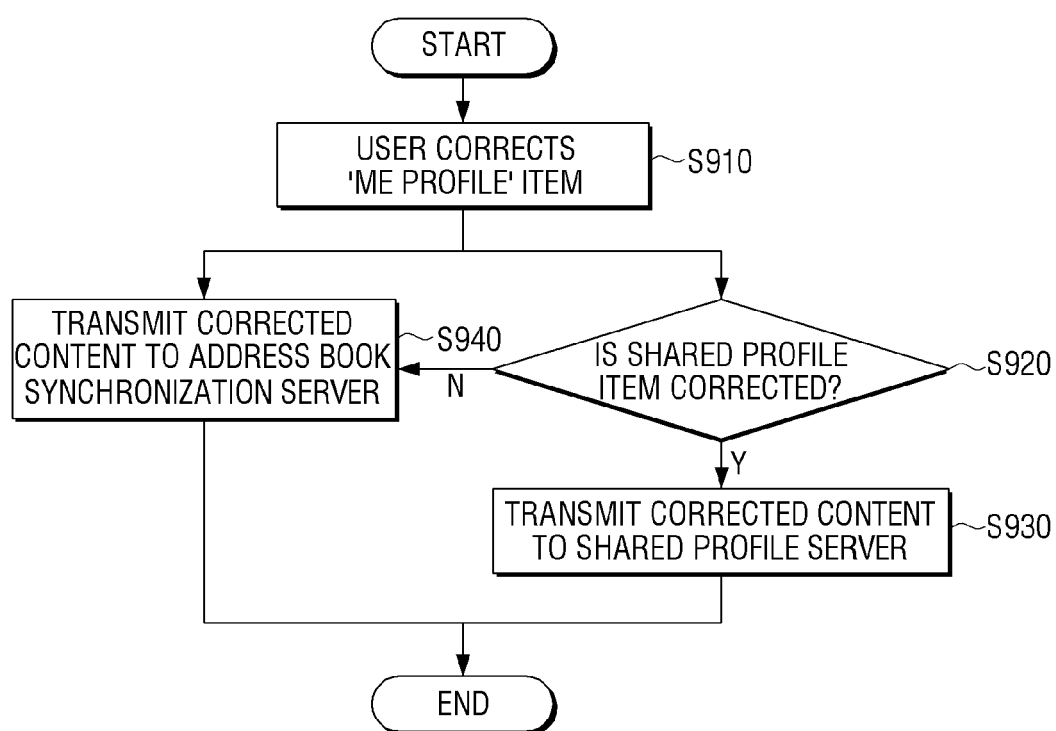 START
USER CORRECTS
'ME PROFILE' ITEM
S910
TRANSMIT CORRECTED
CONTENT TO ADDRESS BOOK
SYNCHRONIZATION SERVER
S940
N
IS SHARED PROFILE
ITEM CORRECTED?
S920
Y
TRANSMIT CORRECTED CONTENT
TO SHARED PROFILE SERVER
S930
END